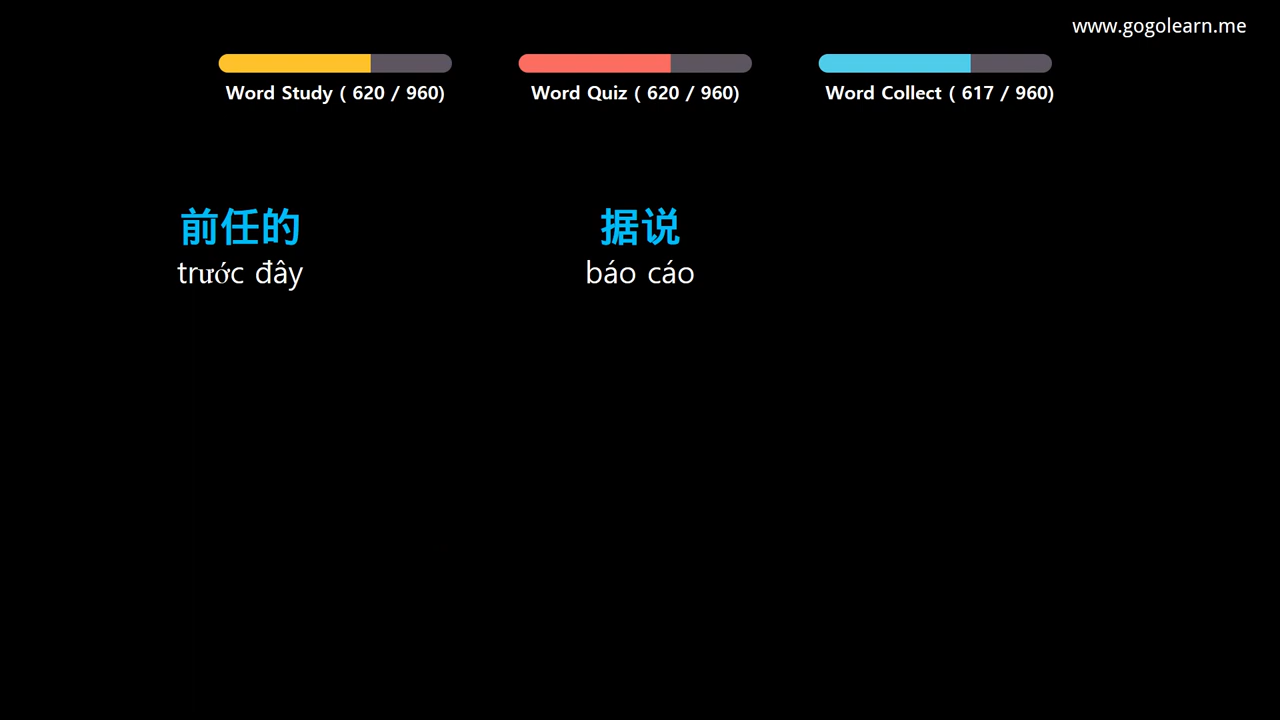 www.gogolearn.me
Word Study ( 620 / 960)
Word Quiz ( 620 / 960)
Word Collect ( 617 / 960)
前任的
trước đây
据说
báo cáo